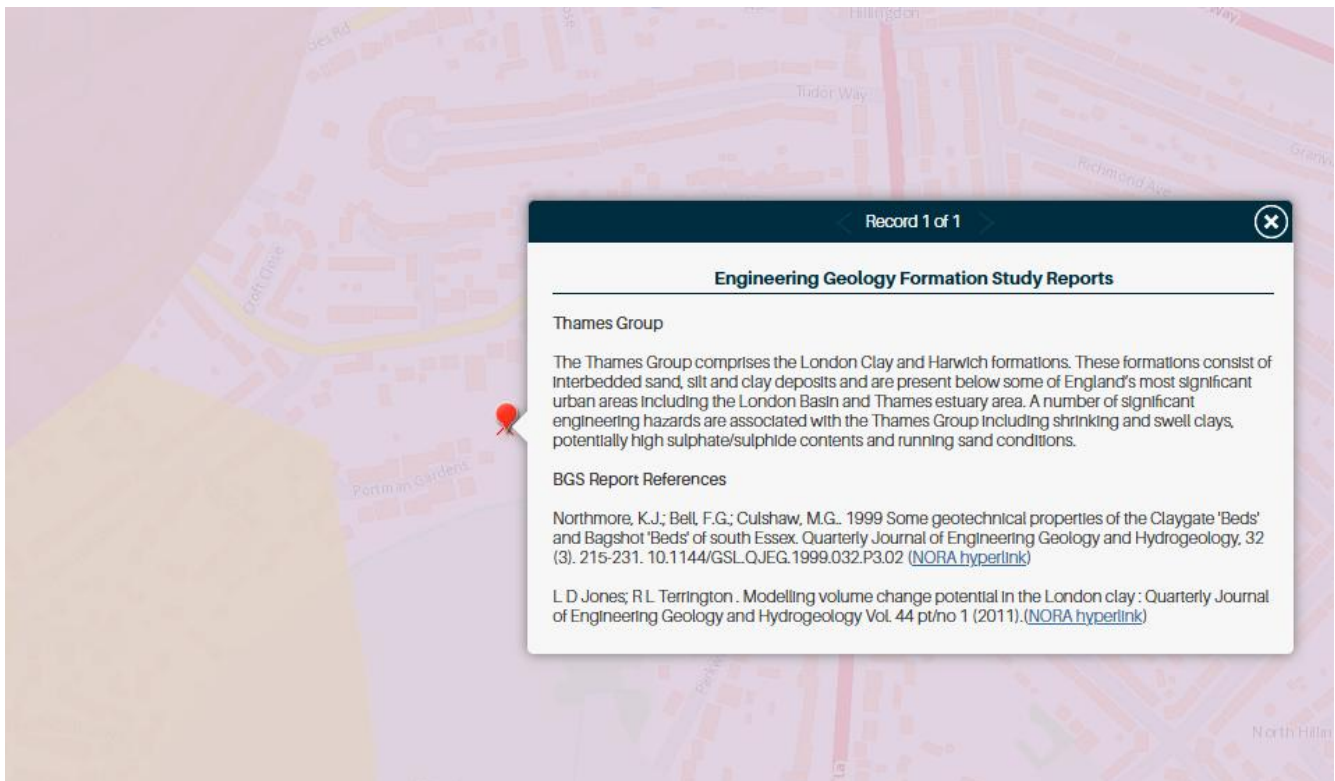 Hillingdon
Way
Way
Tudor Way
Richmond Ave
Croft Close
Portman Gardens
Record 1 of 1
Engineering Geology Formation Study Reports
Thames Group
The Thames Group comprises the London Clay and Harwich formations. These formations consist of
interbedded sand, silt and clay deposits and are present below some of England's most significant
urban areas including the London Basin and Thames estuary area. A number of significant
engineering hazards are associated with the Thames Group including shrinking and swell clays,
potentially high sulphate/sulphide contents and running sand conditions.
BGS Report References
Northmore, K.J.; Bell, F.G.; Culshaw, M.G.. 1999 Some geotechnical properties of the Claygate 'Beds'
and Bagshot 'Beds' of south Essex. Quarterly Journal of Engineering Geology and Hydrogeology, 32
(3). 215-231. 10.1144/GSL.QJEG.1999.032.P3.02 (NORA hyperlink)
L D Jones; R L Terrington . Modelling volume change potential in the London clay : Quarterly Journal
of Engineering Geology and Hydrogeology Vol. 44 pt/no 1 (2011).(NORA hyperlink)
La
North Hillin